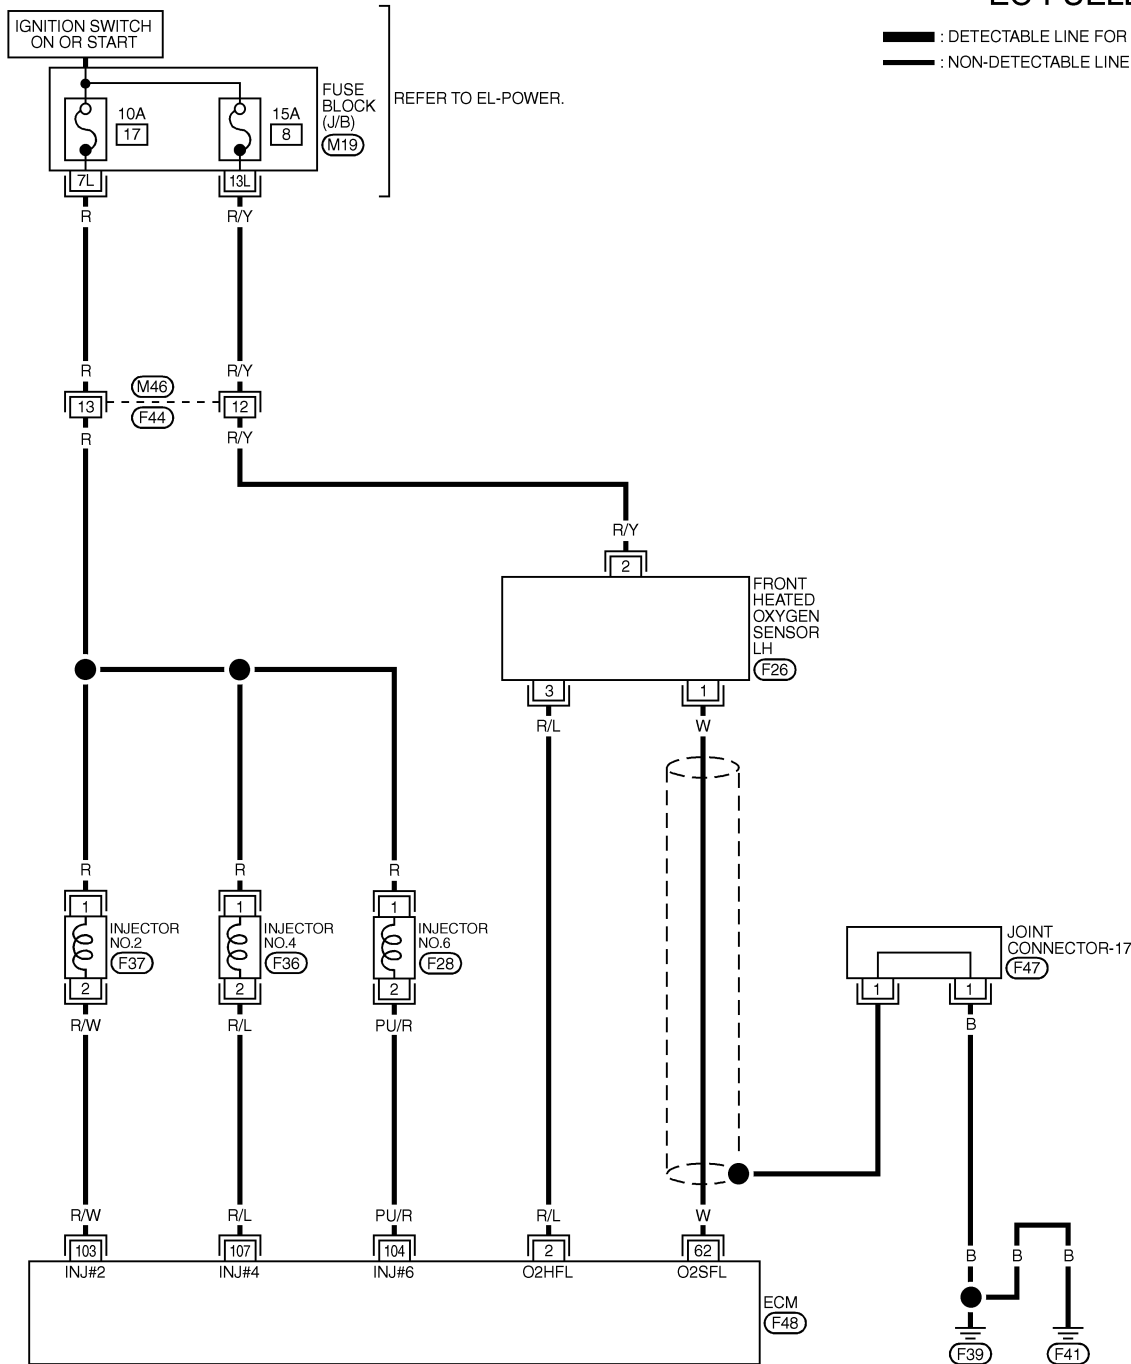 IGNITION SWITCH
ON OR START
: DETECTABLE LINE FOR
: NON-DETECTABLE LINE
10A
17
15A
8
FUSE
BLOCK
(J/B)
M19
REFER TO EL-POWER.
7L
13L
R
R/Y
R
R/Y
M46
13
12
F44
R
R/Y
R/Y
2
FRONT
HEATED
OXYGEN
SENSOR
LH
F26
3
1
R/L
W
R
R
R
1
1
1
INJECTOR
NO.2
F37
INJECTOR
NO.4
F36
INJECTOR
NO.6
F28
2
2
2
R/W
R/L
PU/R
JOINT
CONNECTOR-17
F47
1
1
B
R/W
R/L
PU/R
R/L
W
103
107
104
2
62
INJ#2
INJ#4
INJ#6
O2HFL
O2SFL
ECM
F48
B
B
B
F39
F41